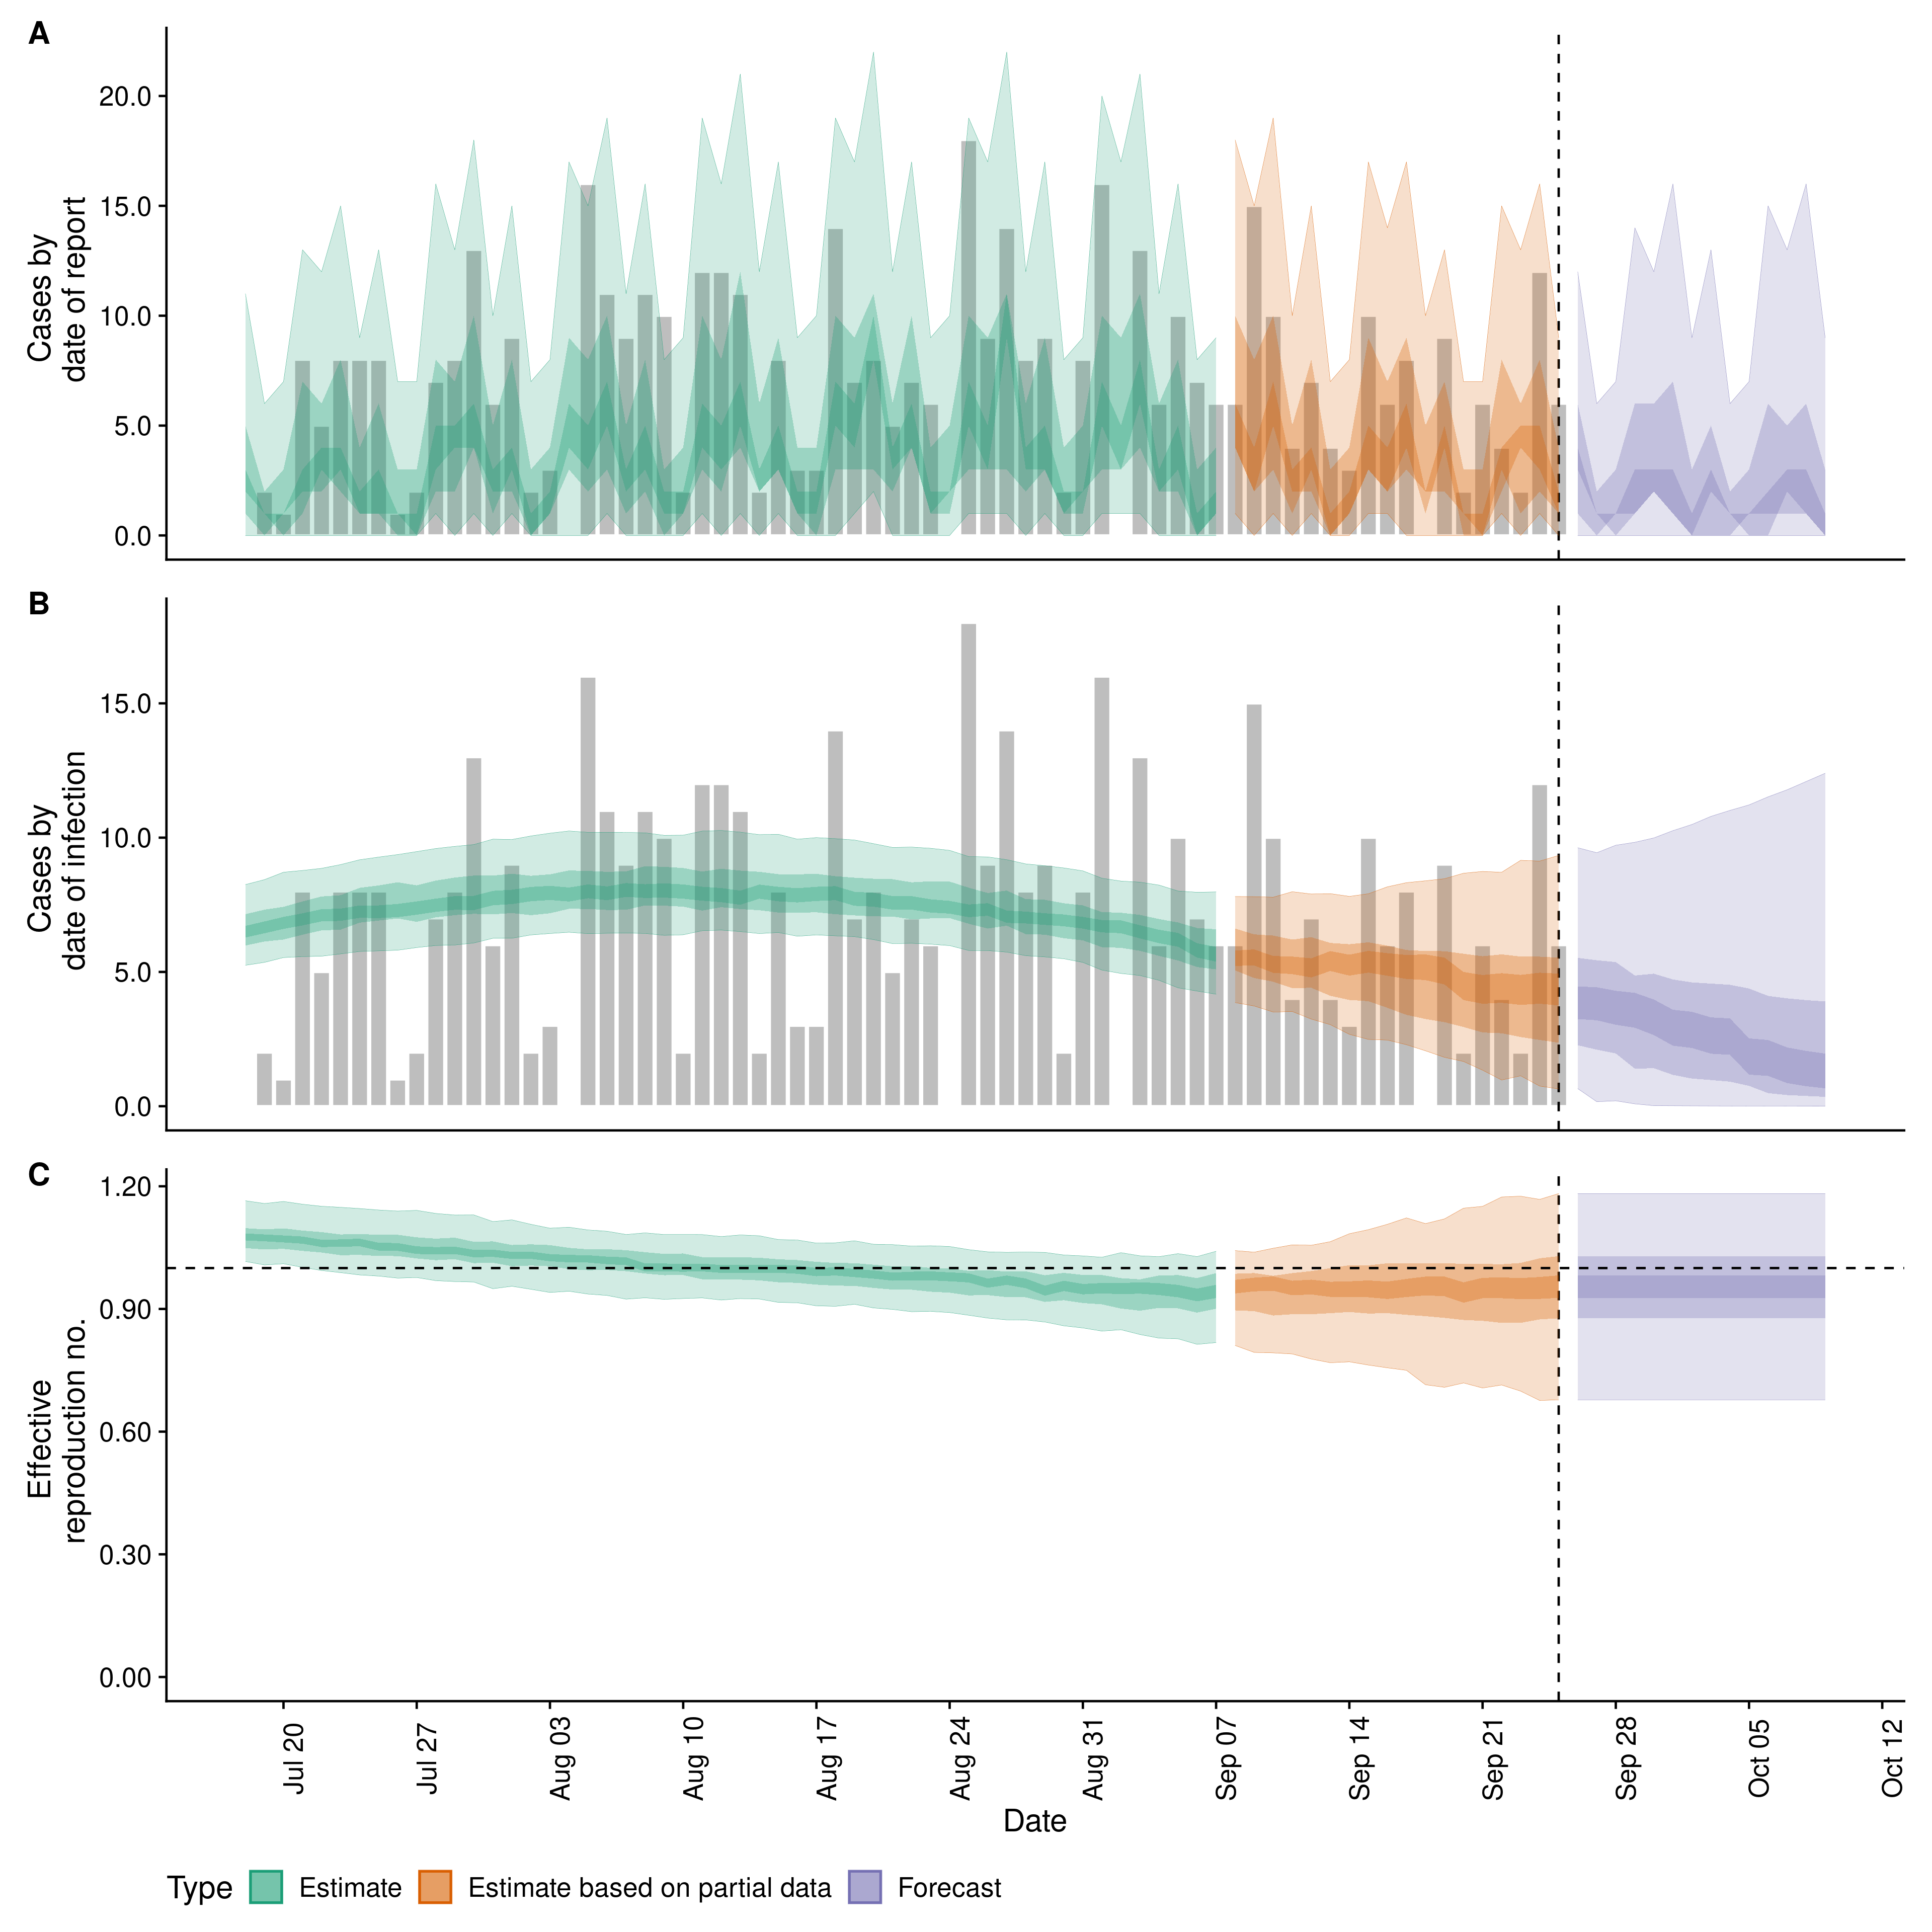 A
Cases by
date of report
20.0
15.0
10.0
5.0
0.0
B
Cases by
date of infection
15.0
10.0
5.0
0.0
C
Effective
reproduction no.
1.20
0.90
0.60
0.30
0.00
Jul 20
Jul 27
Aug 03
Aug 10
Aug 17
Aug 24
Aug 31
Sep 07
Sep 14
Sep 21
Sep 28
Oct 05
Oct 12
Date
Type Estimate Estimate based on partial data Forecast